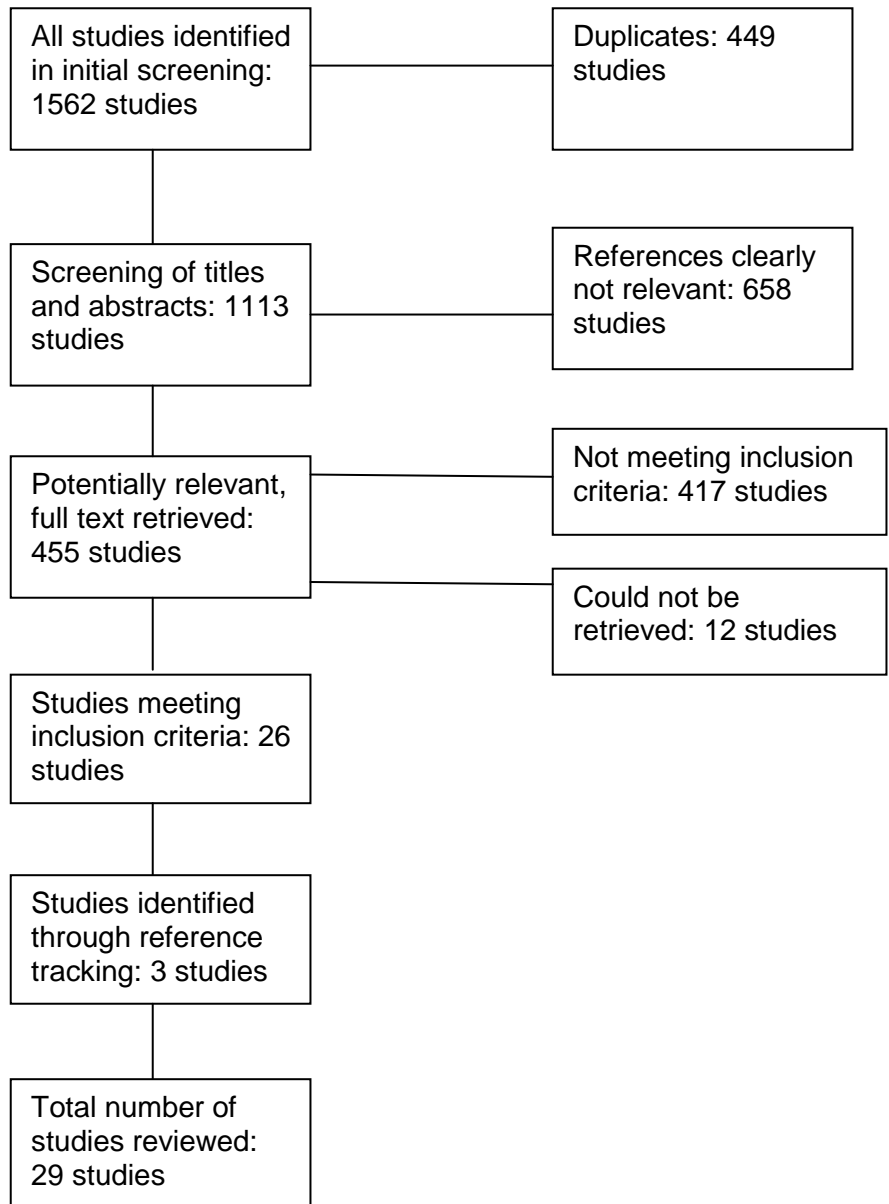 All studies identified
in initial screening:
1562 studies
Duplicates: 449
studies
Screening of titles
and abstracts: 1113
studies
References clearly
not relevant: 658
studies
Potentially relevant,
full text retrieved:
455 studies
Not meeting inclusion
criteria: 417 studies
Could not be
retrieved: 12 studies
Studies meeting
inclusion criteria: 26
studies
Studies identified
through reference
tracking: 3 studies
Total number of
studies reviewed:
29 studies